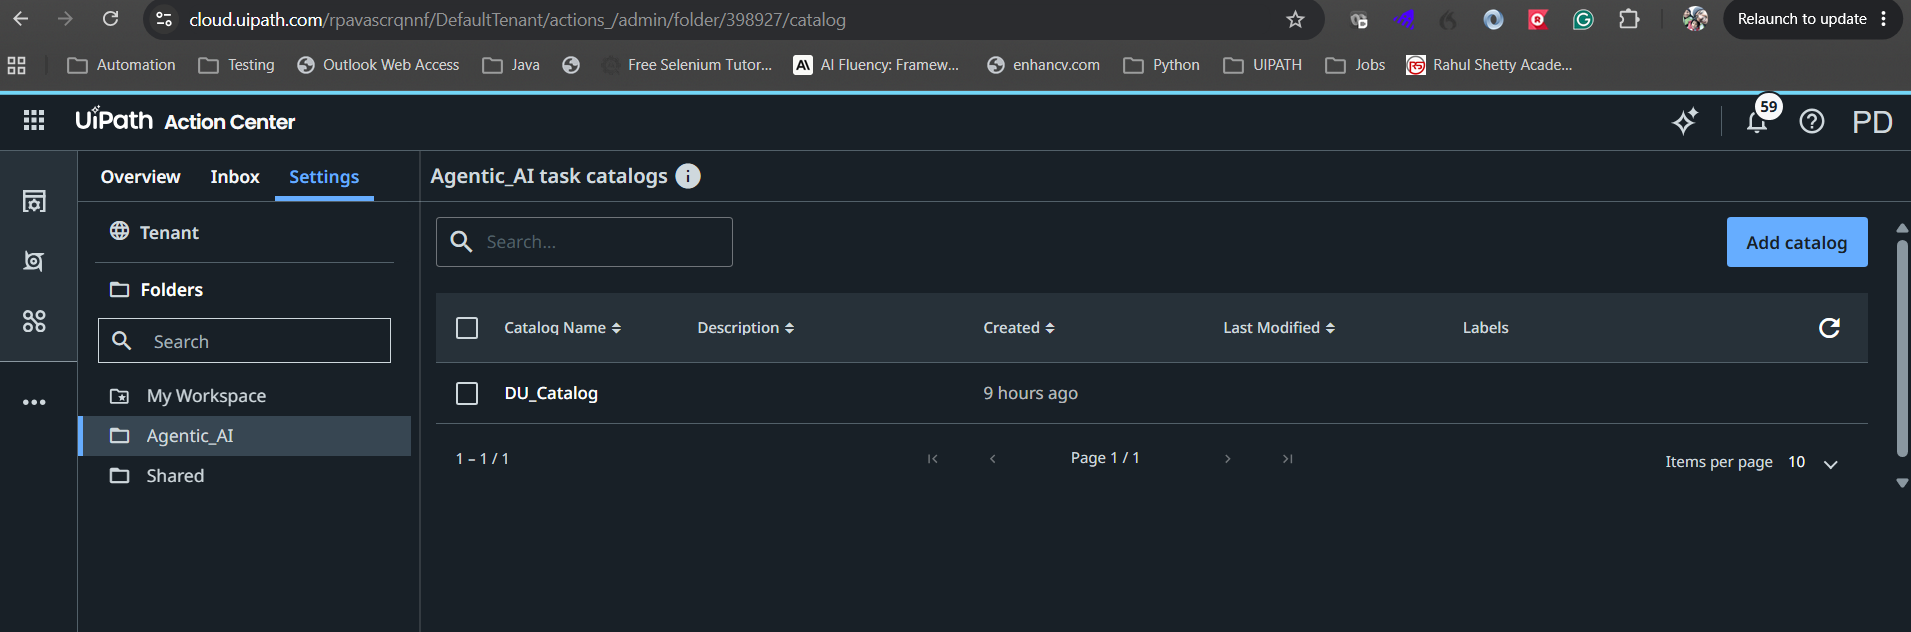 cloud.uipath.com/rpavascrqnnf/DefaultTenant/actions_/admin/folder/398927/catalog
Relaunch to update
Automation
Testing
Outlook Web Access
Java
Free Selenium Tutor...
AI Fluency: Framew...
enhancv.com
Python
UIPATH
Jobs
Rahul Shetty Acade...
UiPath Action Center
59
PD
Overview
Inbox
Settings
Agentic_AI task catalogs
Tenant
Search...
Add catalog
Folders
Search
Catalog Name
Description
Created
Last Modified
Labels
My Workspace
DU_Catalog
9 hours ago
Agentic_AI
1 – 1 / 1
Page 1 / 1
Items per page 10
Shared